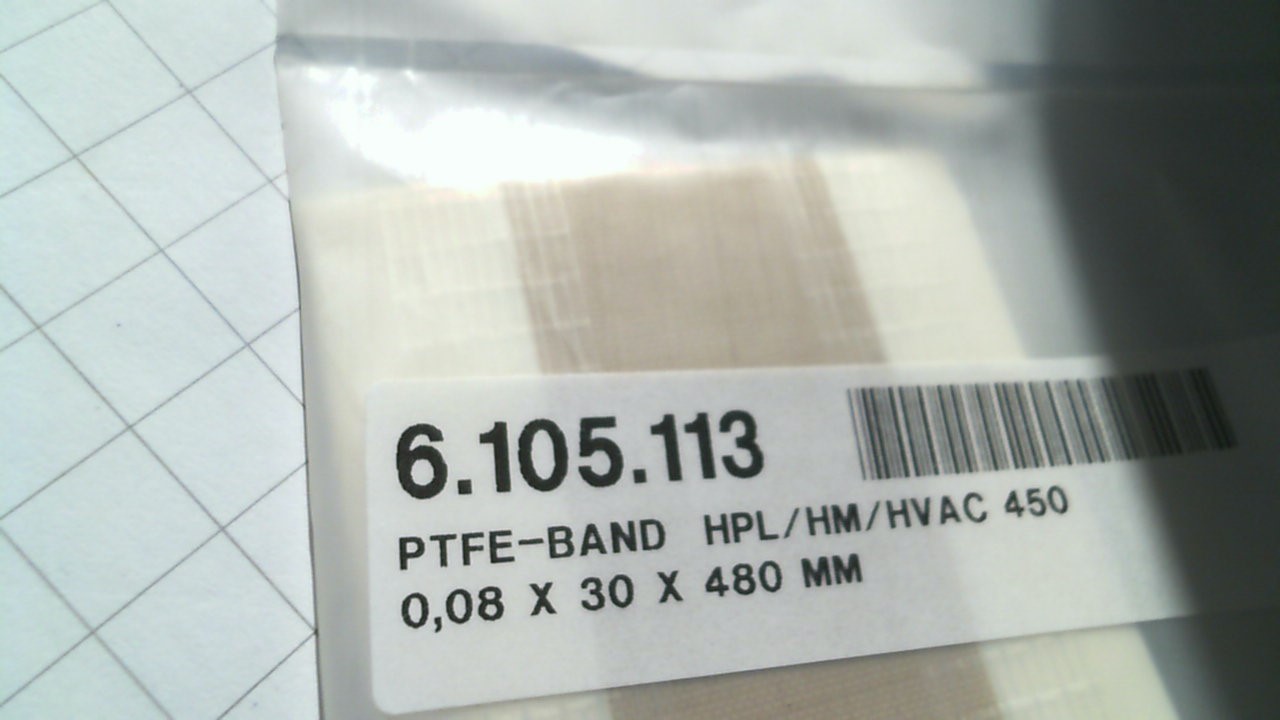 6.105.113
PTFE-BAND HPL/HM/HVAC 450
0,08 X 30 X 480 MM